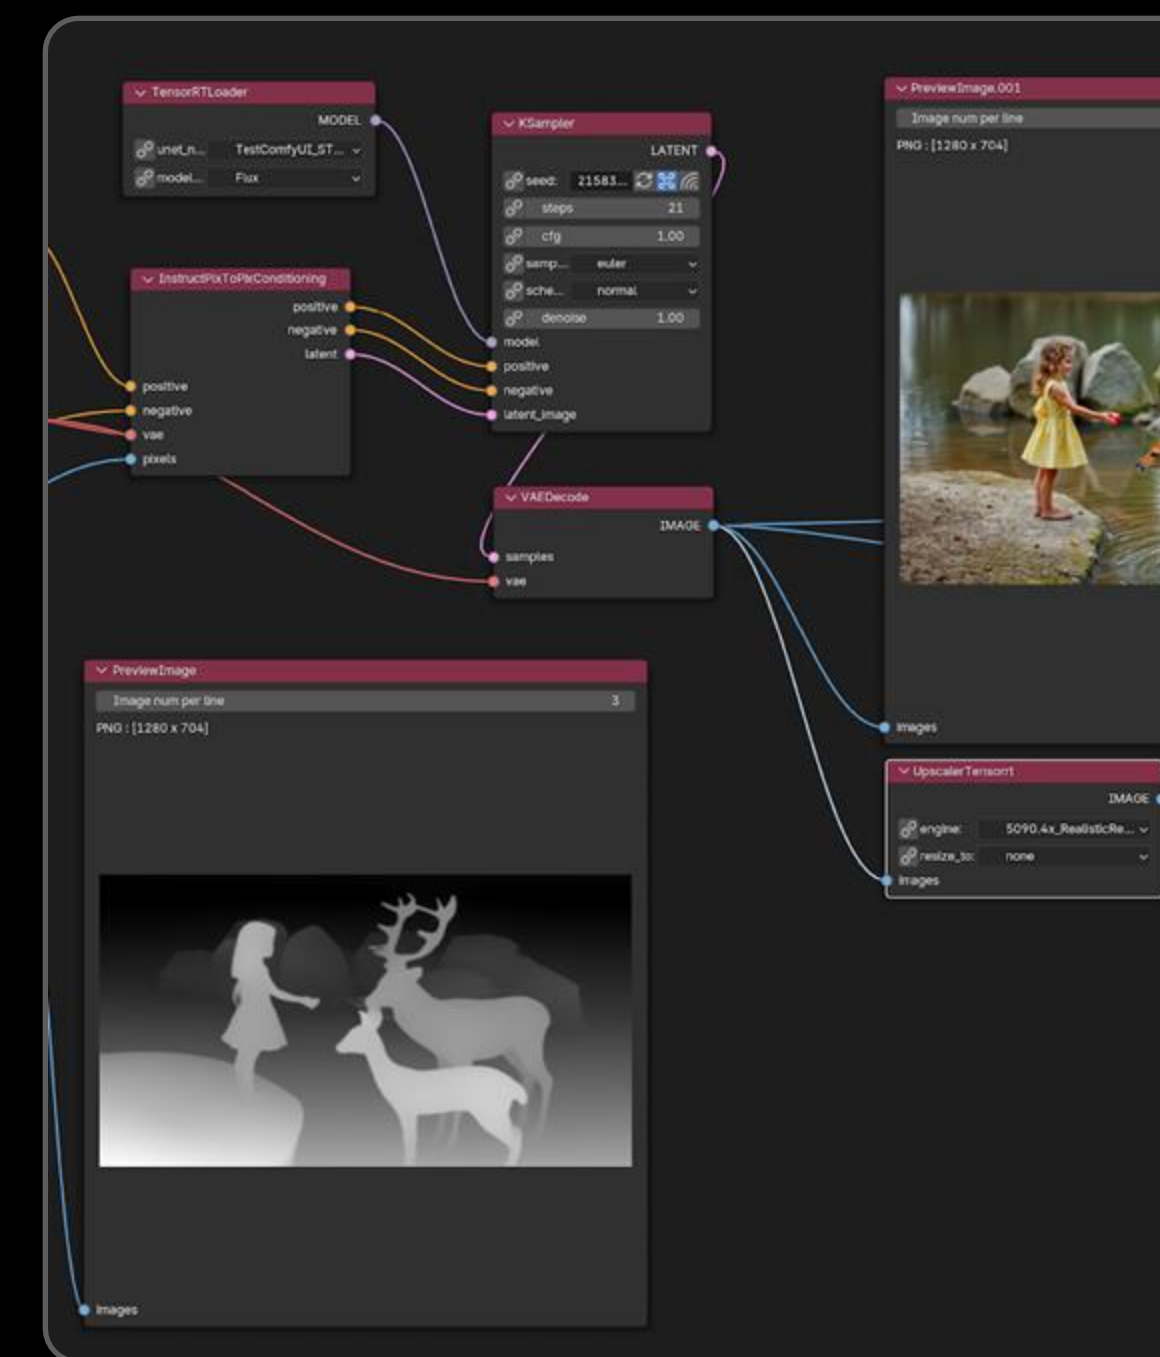 TensorRTLoader
MODEL
unet_n... TestComfyUI_ST...
model... Flux
InstructPixToPixConditioning
positive
negative
latent
positive
negative
vae
pixels
KSampler
LATENT
seed: 21583...
steps 21
cfg 1.00
samp... euler
sche... normal
denoise 1.00
model
positive
negative
latent_image
VAEDecode
IMAGE
samples
vae
PreviewImage
Image num per line 3
PNG : [1280 x 704]
Images
PreviewImage.001
Image num per line
PNG : [1280 x 704]
Images
UpscalerTensorrt
IMAGE
engine: 5090.4x_RealisticRe...
resize_to: none
Images